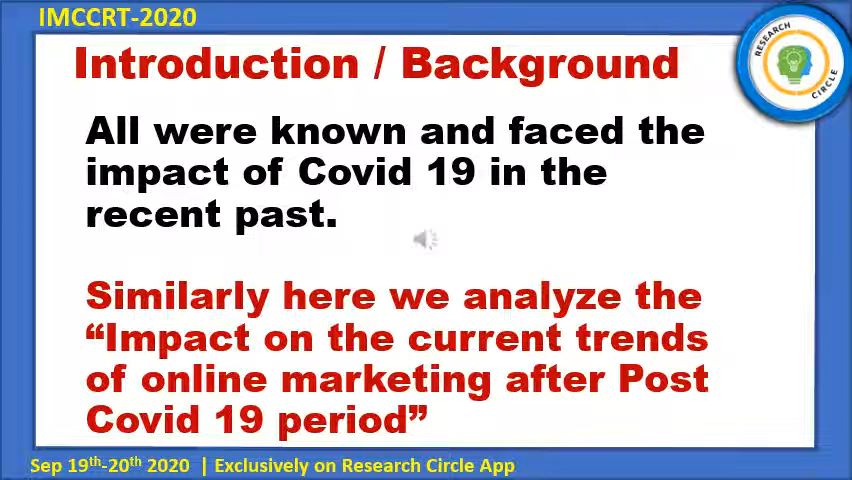 IMCCRT-2020
RESEARCH
CIRCLE
Introduction / Background
All were known and faced the
impact of Covid 19 in the
recent past.
Similarly here we analyze the
“Impact on the current trends
of online marketing after Post
Covid 19 period”
Sep 19th-20th 2020 | Exclusively on Research Circle App